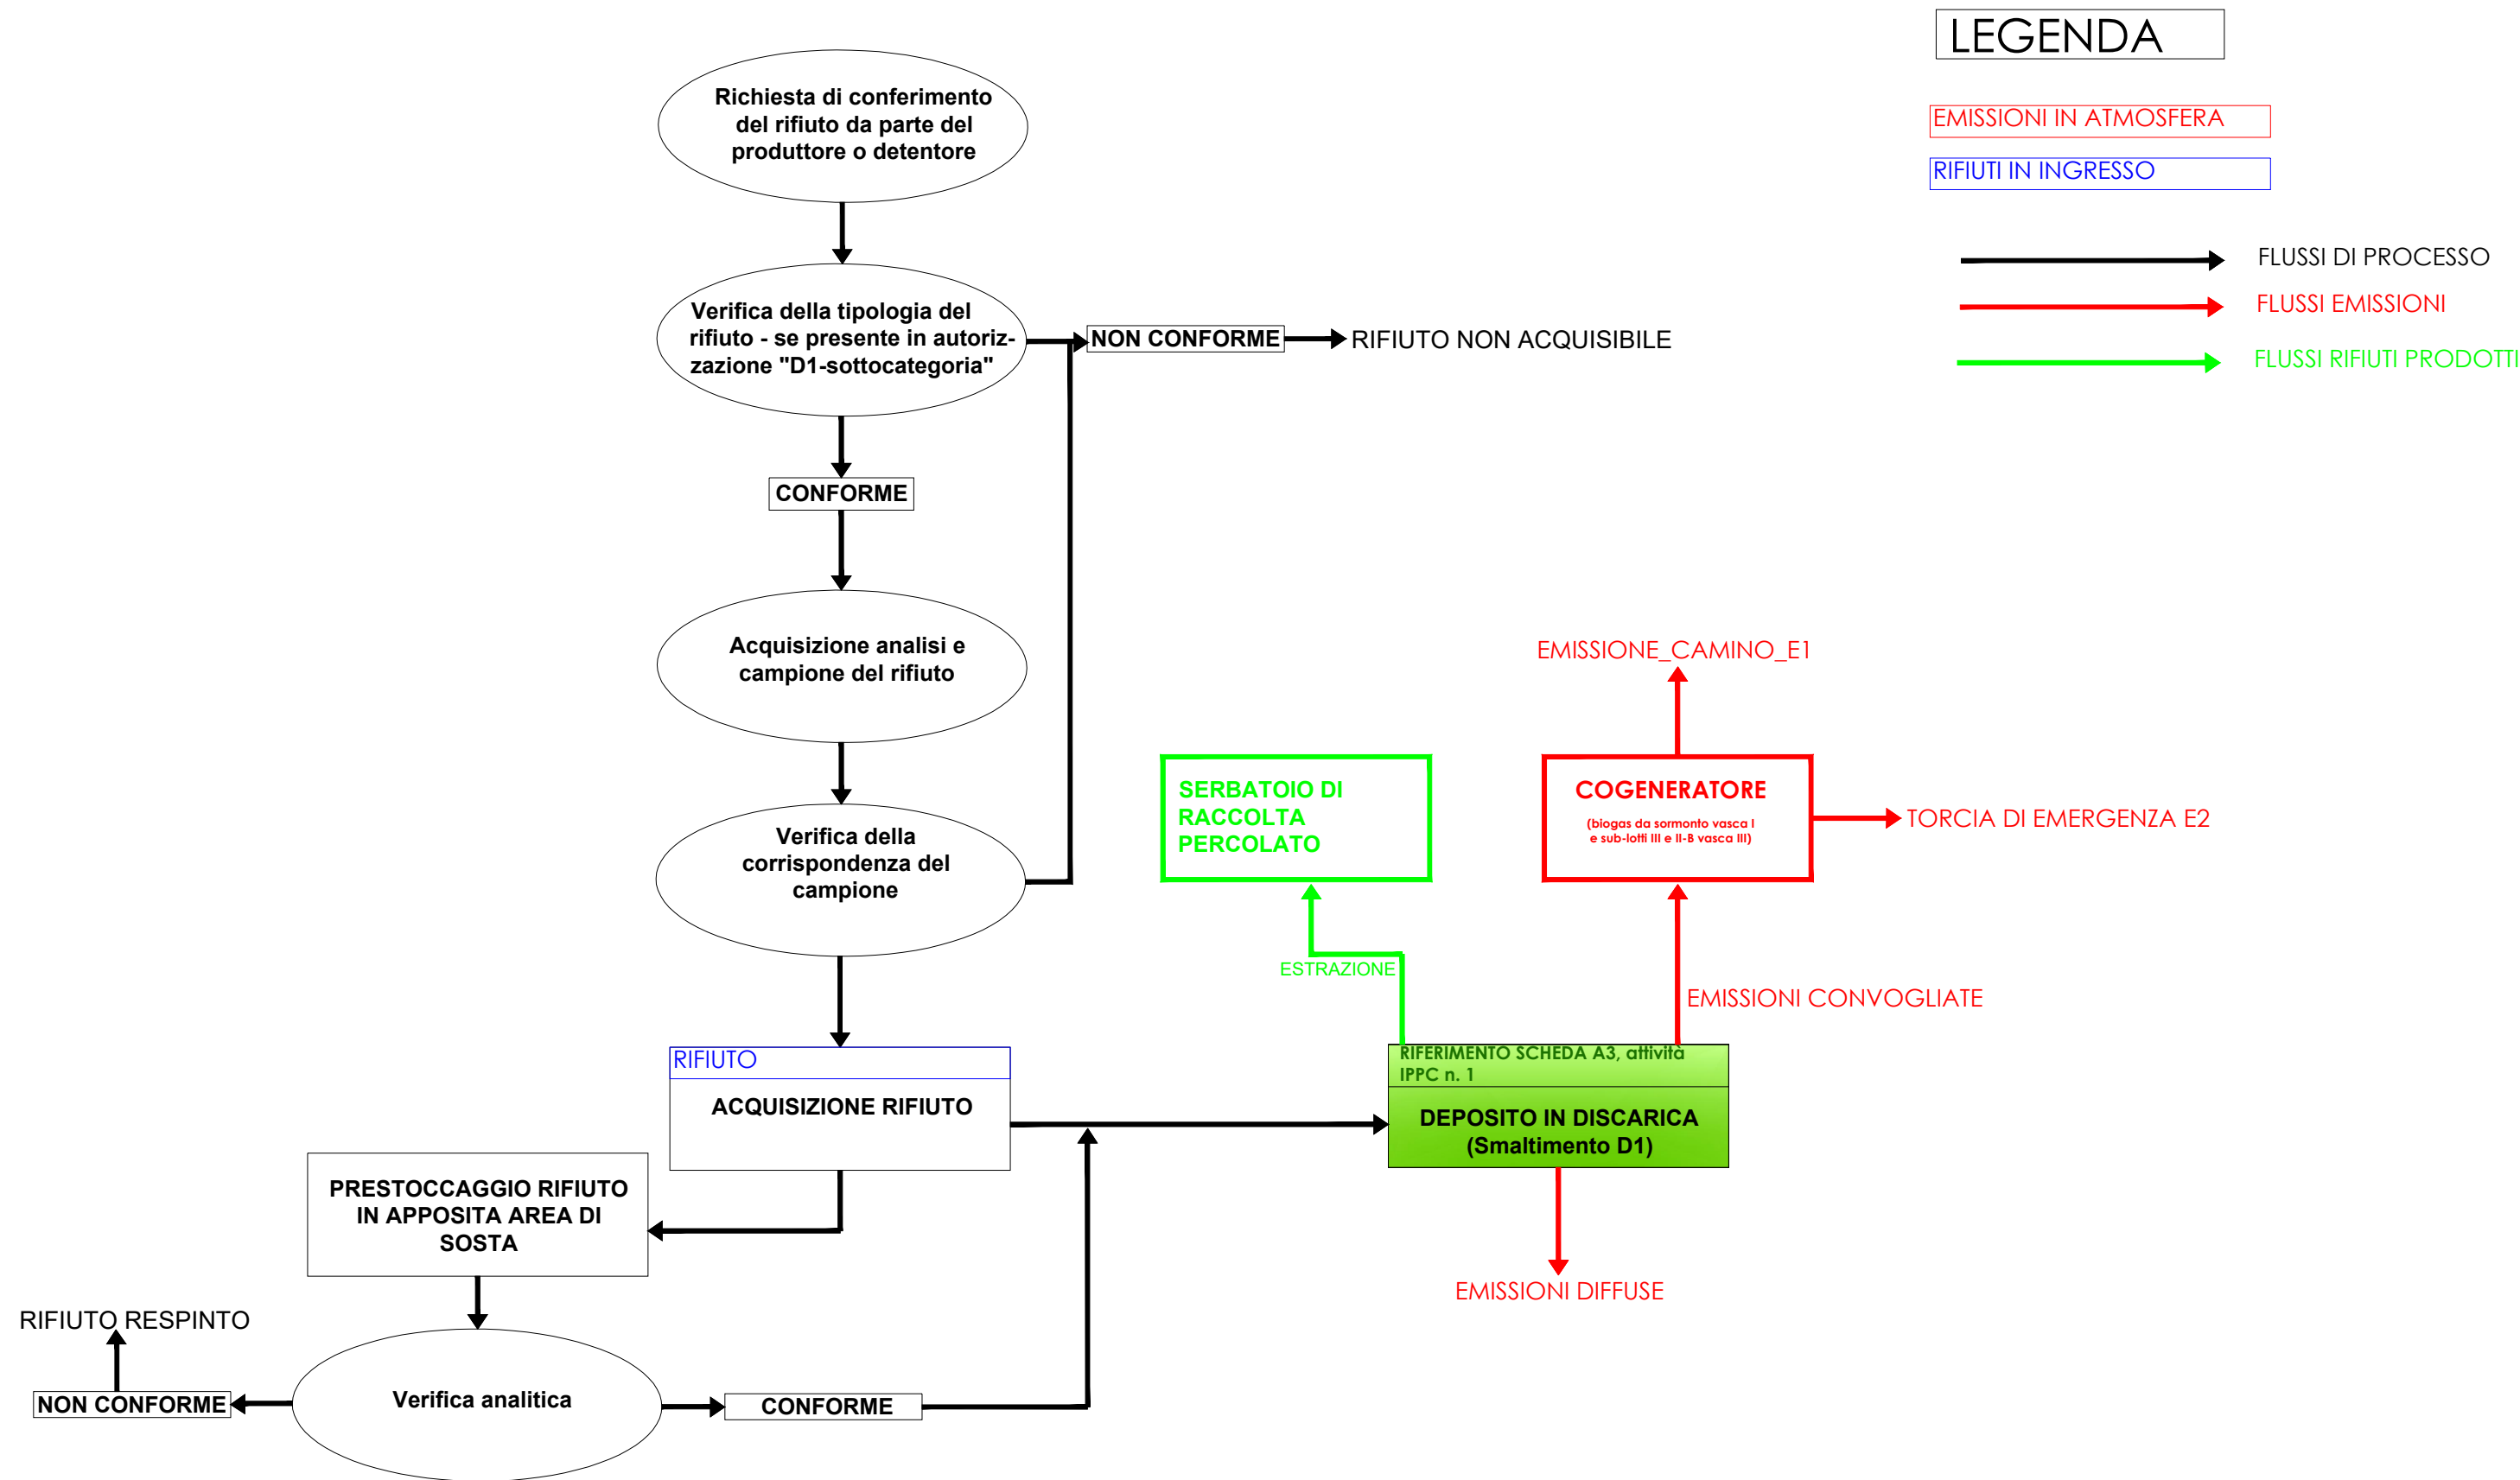 LEGENDA
EMISSIONI IN ATMOSFERA
RIFIUTI IN INGRESSO
FLUSSI DI PROCESSO
FLUSSI EMISSIONI
FLUSSI RIFIUTI PRODOTTI
Richiesta di conferimento
del rifiuto da parte del
produttore o detentore
Verifica della tipologia del
rifiuto - se presente in autoriz-
zazione "D1-sottocategoria"
NON CONFORME
RIFIUTO NON ACQUISIBILE
CONFORME
Acquisizione analisi e
campione del rifiuto
Verifica della
corrispondenza del
campione
EMISSIONE_CAMINO_E1
SERBATOIO DI
RACCOLTA
PERCOLATO
COGENERATORE
(biogas da sormonto vasca I
e sub-lotti III e II-B vasca III)
TORCIA DI EMERGENZA E2
ESTRAZIONE
EMISSIONI CONVOGLIATE
RIFIUTO
ACQUISIZIONE RIFIUTO
RIFERIMENTO SCHEDA A3, attività
IPPC n. 1
DEPOSITO IN DISCARICA
(Smaltimento D1)
PRESTOCCAGGIO RIFIUTO
IN APPOSITA AREA DI
SOSTA
EMISSIONI DIFFUSE
RIFIUTO RESPINTO
NON CONFORME
Verifica analitica
CONFORME